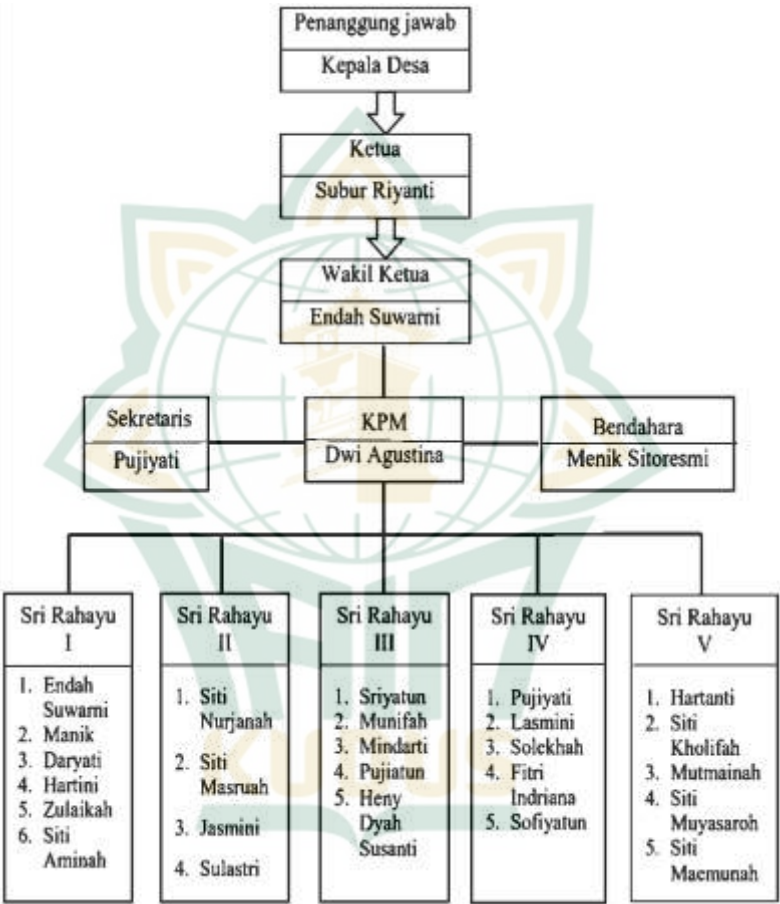 Penanggung jawab
Kepala Desa
Ketua
Subur Riyanti
Wakil Ketua
Endah Suwarni
Sekretaris
Pujiyati
KPM
Dwi Agustina
Bendahara
Menik Sitoresmi
Sri Rahayu
I
1. Endah
Suwarni
2. Manik
3. Daryati
4. Hartini
5. Zulaikah
6. Siti
Aminah
Sri Rahayu
II
1. Siti
Nurjanah
2. Siti
Masruah
3. Jasmini
4. Sulastri
Sri Rahayu
III
1. Sriyatun
2. Munifah
3. Mindarti
4. Pujiatun
5. Heny
Dyah
Susanti
Sri Rahayu
IV
1. Pujiyati
2. Lasmini
3. Solekhah
4. Fitri
Indriana
5. Sofiyatun
Sri Rahayu
V
1. Hartanti
2. Siti
Kholifah
3. Mutmainah
4. Siti
Muyasaroh
5. Siti
Maemunah
KUDUS